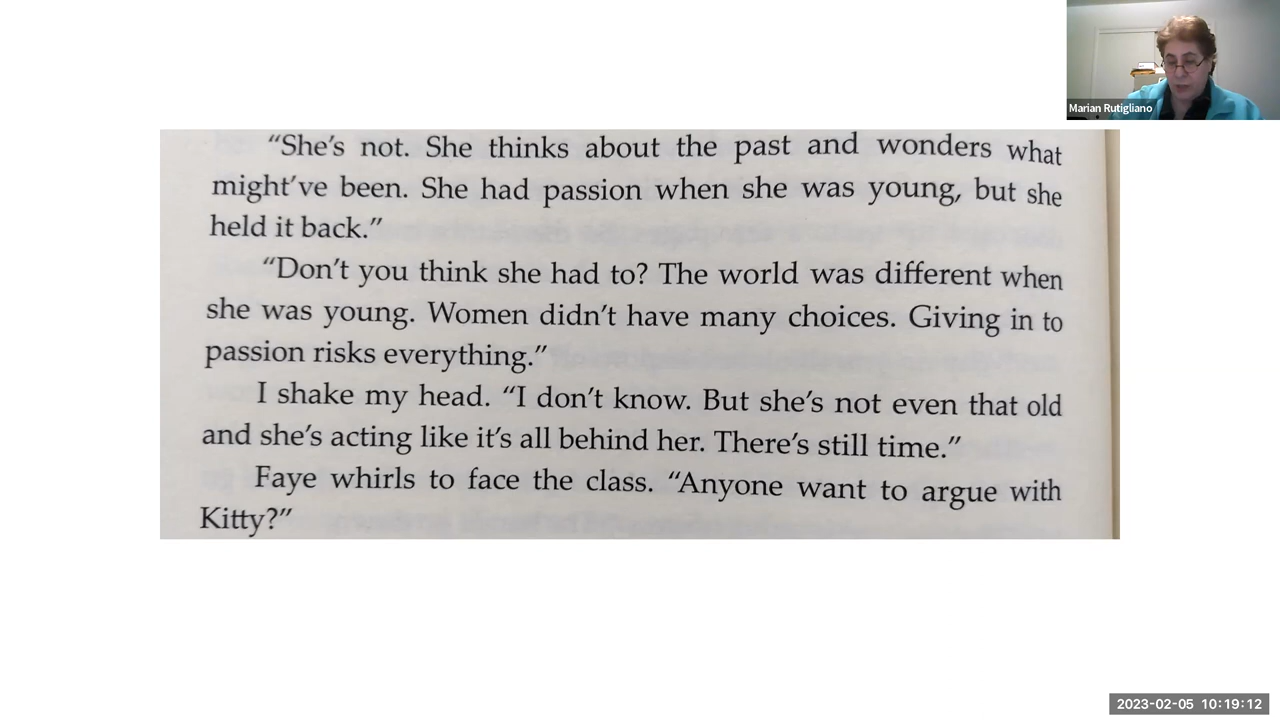 Marian Rutigliano
“She’s not. She thinks about the past and wonders what
might’ve been. She had passion when she was young, but she
held it back.”
“Don’t you think she had to? The world was different when
she was young. Women didn’t have many choices. Giving in to
passion risks everything.”
I shake my head. “I don’t know. But she’s not even that old
and she’s acting like it’s all behind her. There’s still time.”
Faye whirls to face the class. “Anyone want to argue with
Kitty?”
2023-02-05 10:19:12